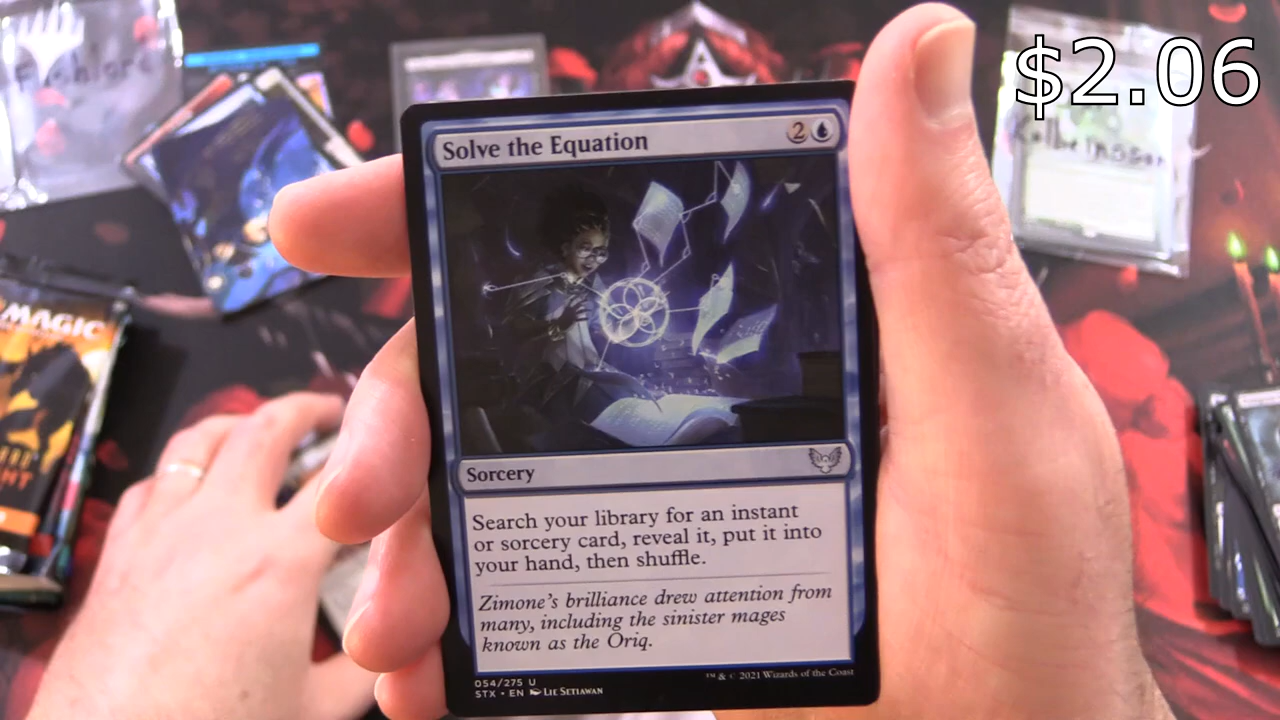 $2.06
Solve the Equation 2
Sorcery
Search your library for an instant
or sorcery card, reveal it, put it into
your hand, then shuffle.
Zimone's brilliance drew attention from
many, including the sinister mages
known as the Oriq.
054/275 U
STX • EN Lie Setiawan
™ & © 2021 Wizards of the Coast
MAGIC